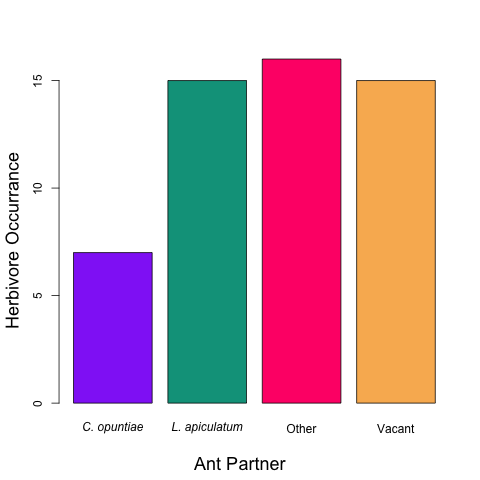 Herbivore Occurrance
15
10
5
0
C. opuntiae
L. apiculatum
Other
Vacant
Ant Partner